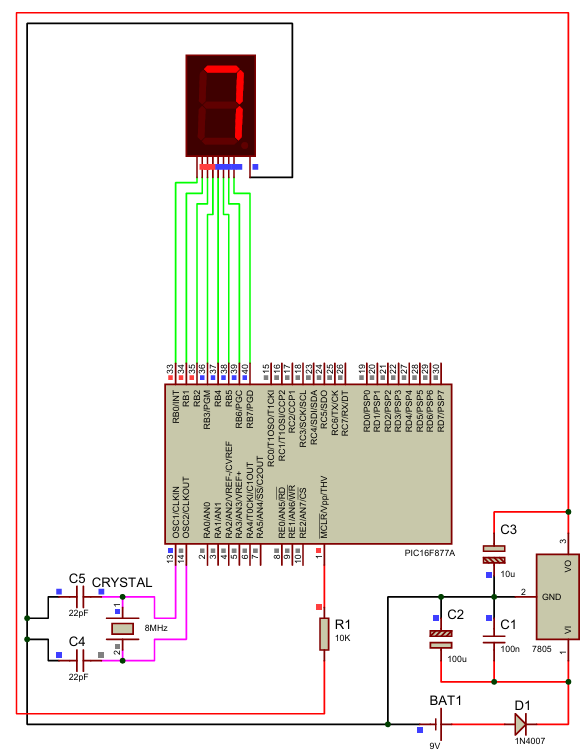 33
34
35
36
37
38
39
40
15
16
17
18
23
24
25
26
19
20
21
22
27
28
29
30
RB0/INT
RB1
RB2
RB3/PGM
RB4
RB5
RB6/PGC
RB7/PGD
RC0/T1OSO/T1CKI
RC1/T1OSI/CCP2
RC2/CCP1
RC3/SCK/SCL
RC4/SDI/SDA
RC5/SDO
RC6/TX/CK
RC7/RX/DT
RD0/PSP0
RD1/PSP1
RD2/PSP2
RD3/PSP3
RD4/PSP4
RD5/PSP5
RD6/PSP6
RD7/PSP7
OSC1/CLKIN
OSC2/CLKOUT
RA0/AN0
RA1/AN1
RA2/AN2/VREF-/CVREF
RA3/AN3/VREF+
RA4/T0CKI/C1OUT
RA5/AN4/SS/C2OUT
RE0/AN5/RD
RE1/AN6/WR
RE2/AN7/CS
MCLR/Vpp/THV
13
14
2
3
4
5
6
7
8
9
10
1
PIC16F877A
C5
22pF
CRYSTAL
1
8MHz
2
C4
22pF
R1
10K
C3
10u
C2
100u
C1
100n
3
VO
2
GND
VI
7805
1
BAT1
9V
D1
1N4007